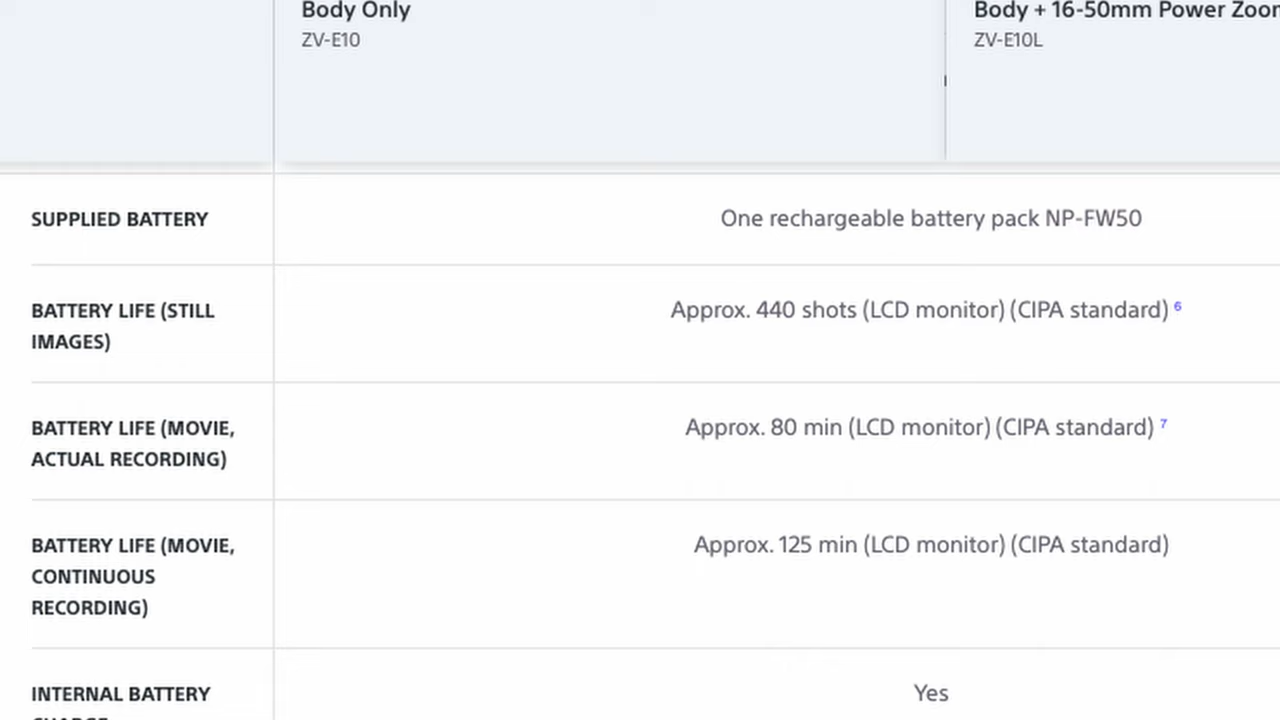 Body Only
ZV-E10
Body + 16-50mm Power
ZV-E10L
SUPPLIED BATTERY
One rechargeable battery pack NP-FW50
BATTERY LIFE (STILL
IMAGES)
Approx. 440 shots (LCD monitor) (CIPA standard) 6
BATTERY LIFE (MOVIE,
ACTUAL RECORDING)
Approx. 80 min (LCD monitor) (CIPA standard) 7
BATTERY LIFE (MOVIE,
CONTINUOUS
RECORDING)
Approx. 125 min (LCD monitor) (CIPA standard)
INTERNAL BATTERY
Yes